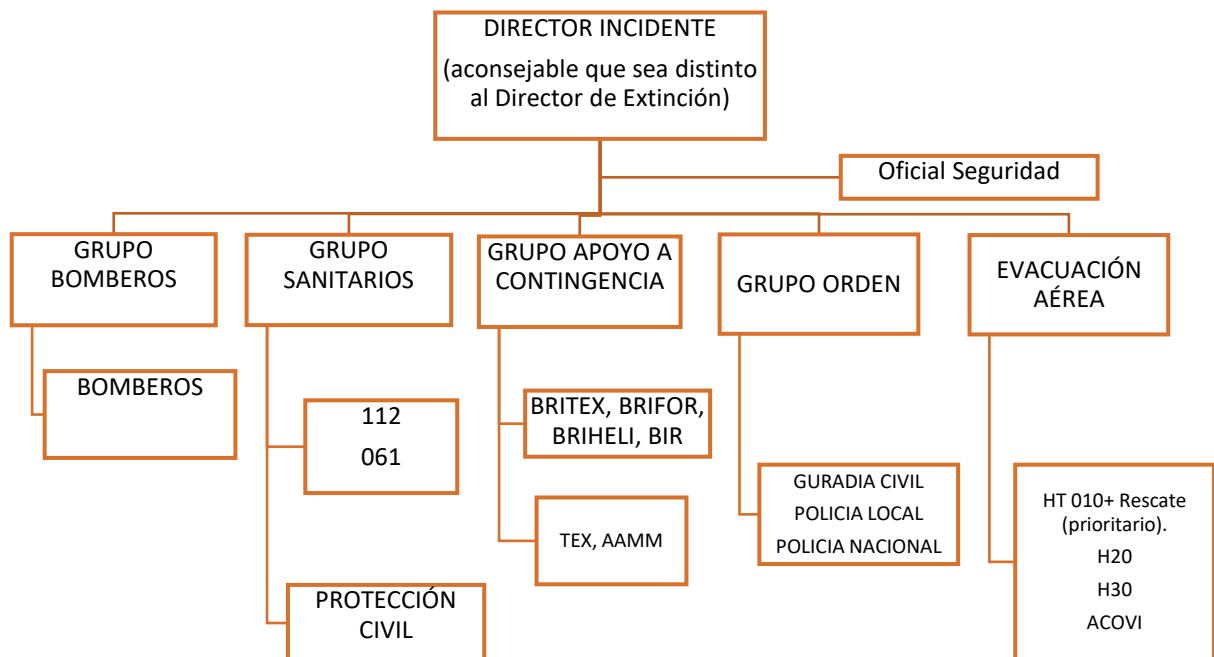 DIRECTOR INCIDENTE
(aconsejable que sea distinto
al Director de Extinción)
Oficial Seguridad
GRUPO
BOMBEROS
GRUPO
SANITARIOS
GRUPO APOYO A
CONTINGENCIA
GRUPO ORDEN
EVACUACIÓN
AÉREA
BOMBEROS
112
061
PROTECCIÓN
CIVIL
BRITEX, BRIFOR,
BRIHELI, BIR
TEX, AAMM
GURADIA CIVIL
POLICIA LOCAL
POLICIA NACIONAL
HT 010+ Rescate
(prioritario).
H20
H30
ACOVI